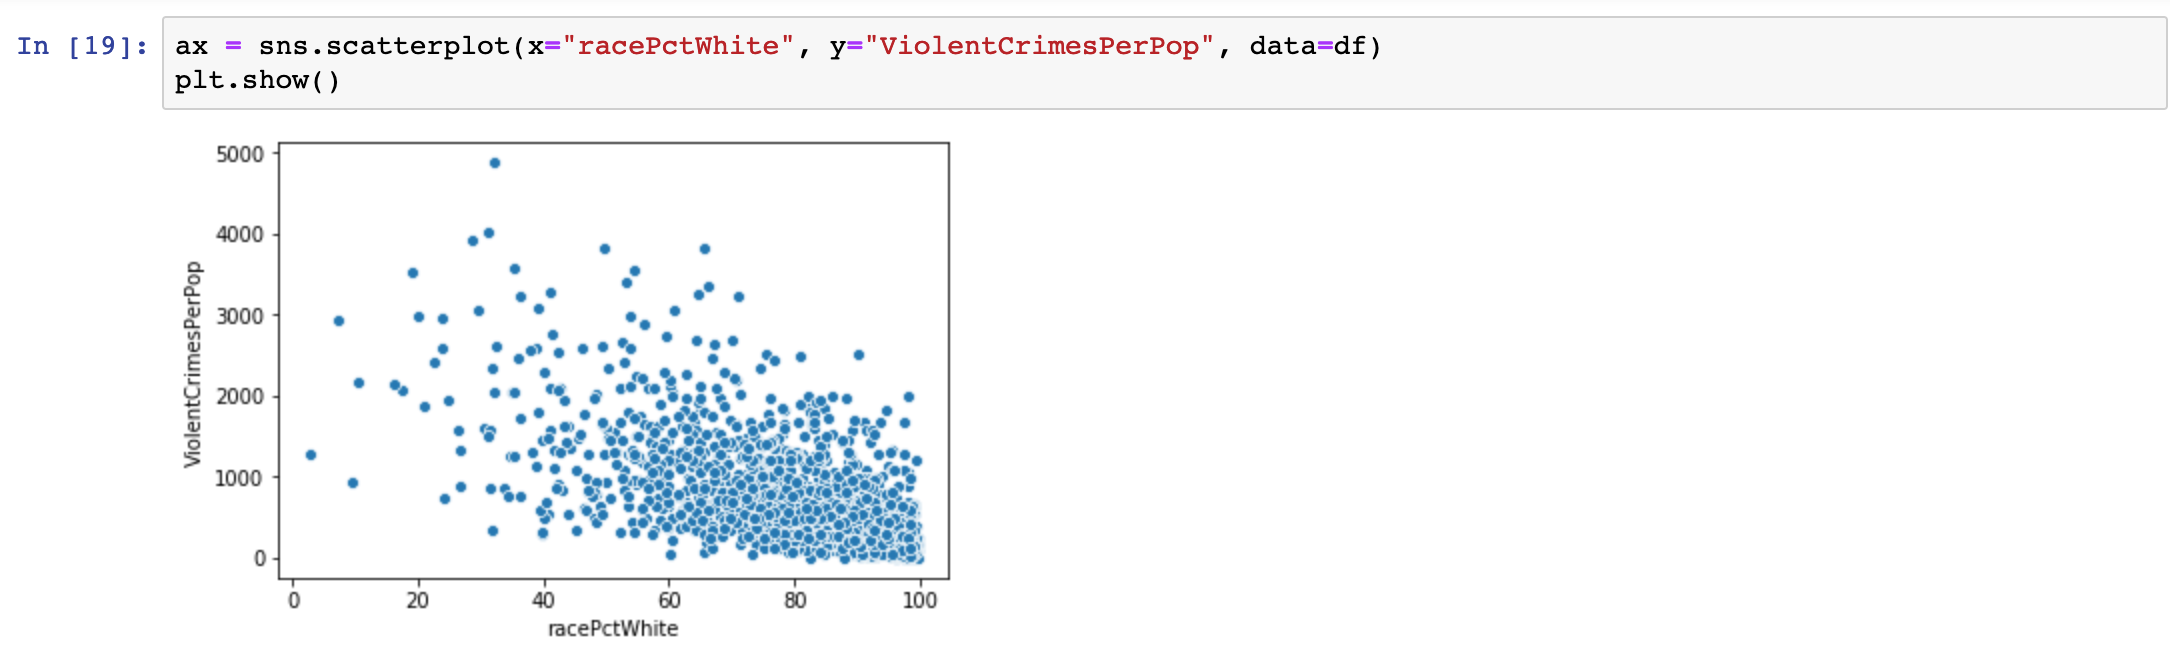 In [19]: ax = sns.scatterplot(x="racePctWhite", y="ViolentCrimesPerPop", data=df)
plt.show()
5000
4000
3000
2000
1000
0
ViolentCrimesPerPop
0 20 40 60 80 100
racePctWhite